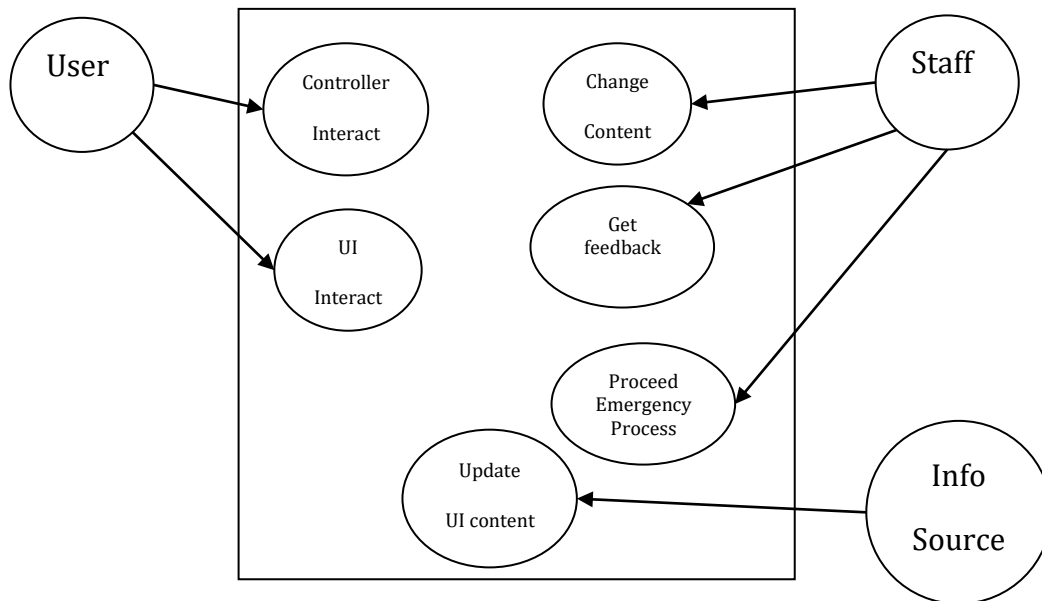 User
Controller
Interact
UI
Interact
Change
Content
Get
feedback
Proceed
Emergency
Process
Update
UI content
Staff
Info
Source